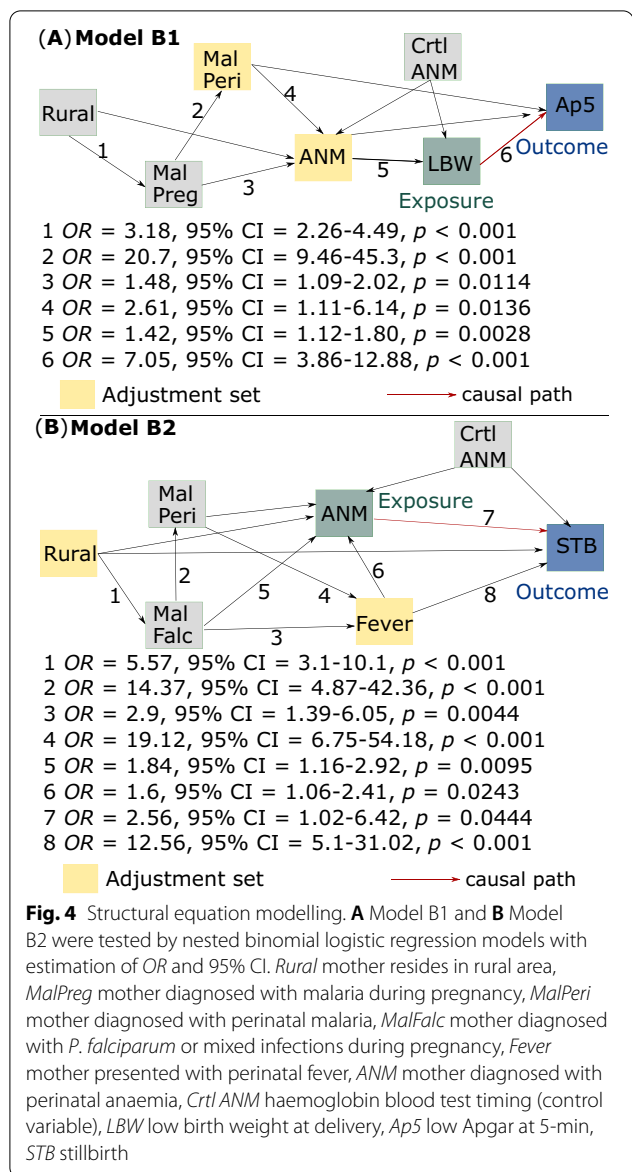 (A) Model B1
Mal
Peri
Crtl
ANM
Rural
Ap5
Outcome
2
4
1
ANM
LBW
6
Mal
Preg
3
5
Exposure
1 OR = 3.18, 95% CI = 2.26-4.49, p < 0.001
2 OR = 20.7, 95% CI = 9.46-45.3, p < 0.001
3 OR = 1.48, 95% CI = 1.09-2.02, p = 0.0114
4 OR = 2.61, 95% CI = 1.11-6.14, p = 0.0136
5 OR = 1.42, 95% CI = 1.12-1.80, p = 0.0028
6 OR = 7.05, 95% CI = 3.86-12.88, p < 0.001
Adjustment set
causal path
(B) Model B2
Crtl
ANM
Mal
Peri
ANM
Exposure
7
Rural
STB
Outcome
2
6
1
5
4
8
Mal
Falc
3
Fever
1 OR = 5.57, 95% CI = 3.1-10.1, p < 0.001
2 OR = 14.37, 95% CI = 4.87-42.36, p < 0.001
3 OR = 2.9, 95% CI = 1.39-6.05, p = 0.0044
4 OR = 19.12, 95% CI = 6.75-54.18, p < 0.001
5 OR = 1.84, 95% CI = 1.16-2.92, p = 0.0095
6 OR = 1.6, 95% CI = 1.06-2.41, p = 0.0243
7 OR = 2.56, 95% CI = 1.02-6.42, p = 0.0444
8 OR = 12.56, 95% CI = 5.1-31.02, p < 0.001
Adjustment set
causal path
Fig. 4 Structural equation modelling. A Model B1 and B Model
B2 were tested by nested binomial logistic regression models with
estimation of OR and 95% CI. Rural mother resides in rural area,
MalPreg mother diagnosed with malaria during pregnancy, MalPeri
mother diagnosed with perinatal malaria, MalFalc mother diagnosed
with P. falciparum or mixed infections during pregnancy, Fever
mother presented with perinatal fever, ANM mother diagnosed with
perinatal anaemia, Crtl ANM haemoglobin blood test timing (control
variable), LBW low birth weight at delivery, Ap5 low Apgar at 5-min,
STB stillbirth